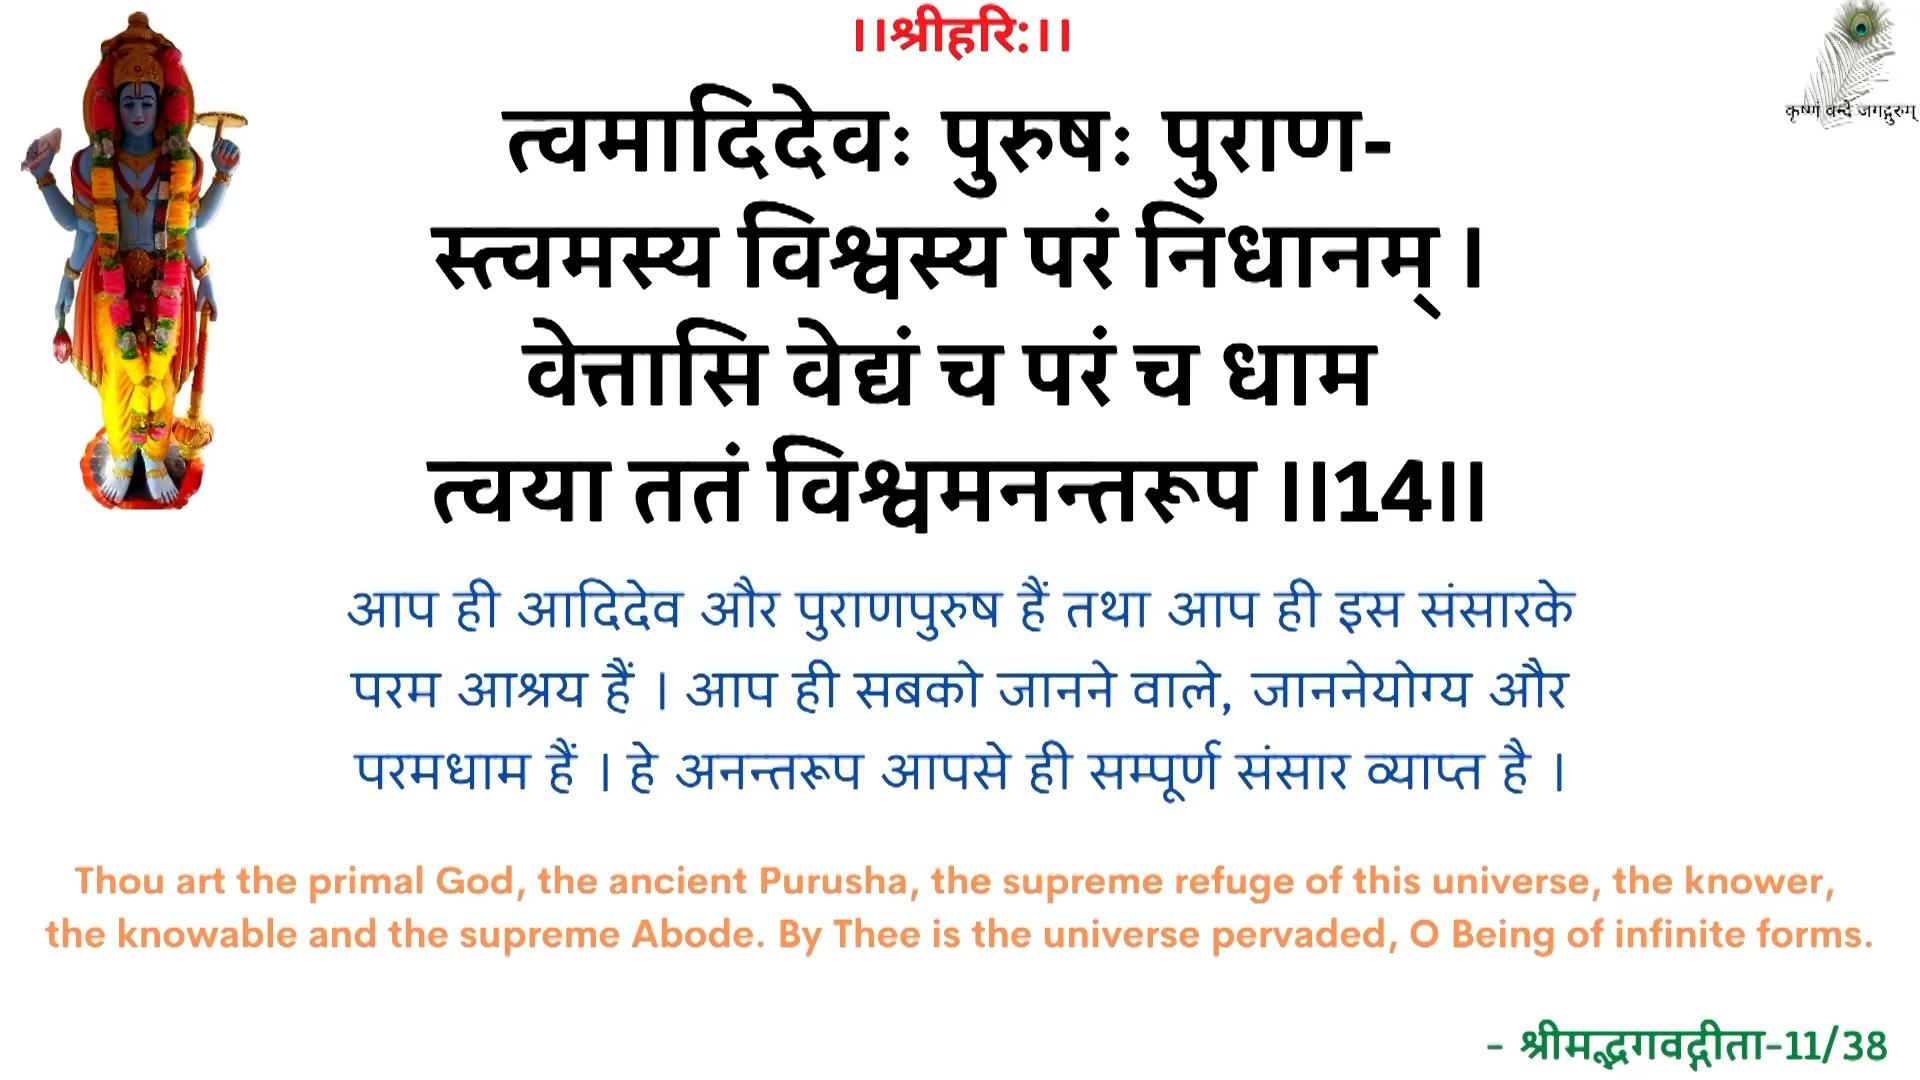 ।।श्रीहरि:।।
कृष्णं वन्दे जगद्गुरुम्
त्वमादिदेवः पुरुषः पुराण-
स्त्वमस्य विश्वस्य परं निधानम् ।
वेत्तासि वेद्यं च परं च धाम
त्वया ततं विश्वमनन्तरूप ।।14।।
आप ही आदिदेव और पुराणपुरुष हैं तथा आप ही इस संसारके
परम आश्रय हैं । आप ही सबको जानने वाले, जाननेयोग्य और
परमधाम हैं । हे अनन्तरूप आपसे ही सम्पूर्ण संसार व्याप्त है ।
Thou art the primal God, the ancient Purusha, the supreme refuge of this universe, the knower,
the knowable and the supreme Abode. By Thee is the universe pervaded, O Being of infinite forms.
- श्रीमद्भगवद्गीता-11/38